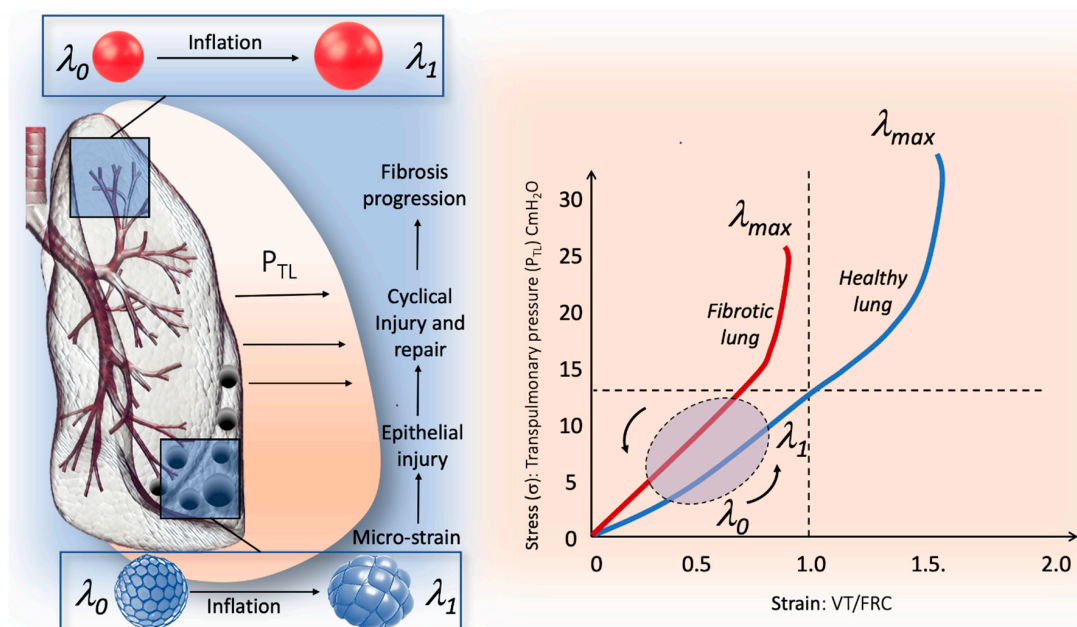 λ0
Inflation
λ1
PTL
Fibrosis
progression
Cyclical
Injury and
repair
Epithelial
injury
Micro-strain
λ0
Inflation
λ1
Stress (σ): Transpulmonary pressure (PTL) CmH2O
30
25
20
15
10
5
0
λmax
λmax
Healthy
lung
Fibrotic
lung
λ1
λ0
0
0.5
1.0
1.5.
2.0
Strain: VT/FRC